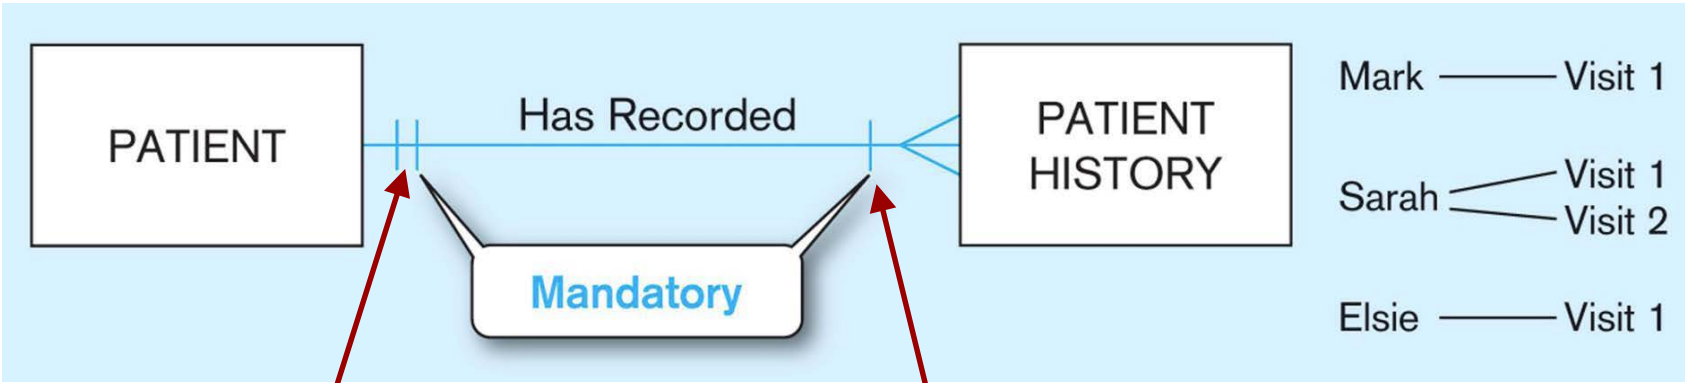 PATIENT
Has Recorded
Mandatory
PATIENT
HISTORY
Mark
Visit 1
Sarah
Visit 1
Visit 2
Elsie
Visit 1